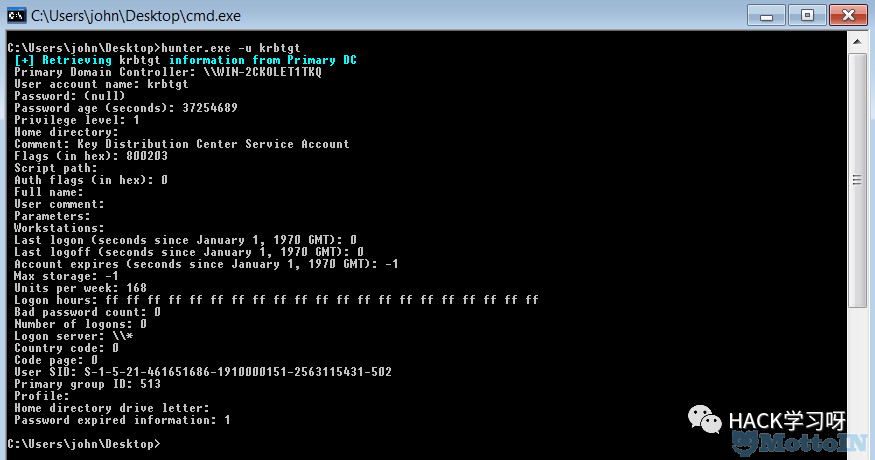 C:\Users\john\Desktop\cmd.exe
C:\Users\john\Desktop>hunter.exe -u krbtgt
[+] Retrieving krbtgt information from Primary DC
Primary Domain Controller: \\WIN-2CKOLET1TKQ
User account name: krbtgt
Password: (null)
Password age (seconds): 37254689
Privilege level: 1
Home directory:
Comment: Key Distribution Center Service Account
Flags (in hex): 800203
Script path:
Auth flags (in hex): 0
Full name:
User comment:
Parameters:
Workstations:
Last logon (seconds since January 1, 1970 GMT): 0
Last logoff (seconds since January 1, 1970 GMT): 0
Account expires (seconds since January 1, 1970 GMT): -1
Max storage: -1
Units per week: 168
Logon hours: ff ff ff ff ff ff ff ff ff ff ff ff ff ff ff ff ff ff ff ff ff
Bad password count: 0
Number of logons: 0
Logon server: \\*
Country code: 0
Code page: 0
User SID: S-1-5-21-461651686-1910000151-2563115431-502
Primary group ID: 513
Profile:
Home directory drive letter:
Password expired information: 1
C:\Users\john\Desktop>
HACK学习呀
MottoIN